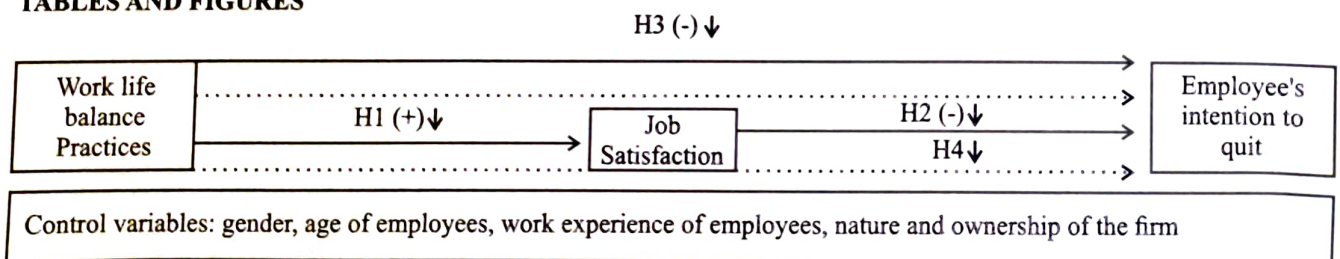 TABLES AND FIGURES
H3 (-) ↓
Work life
balance
Practices
H1 (+) ↓
Job
Satisfaction
H2 (-) ↓
H4 ↓
Employee's
intention to
quit
Control variables: gender, age of employees, work experience of employees, nature and ownership of the firm